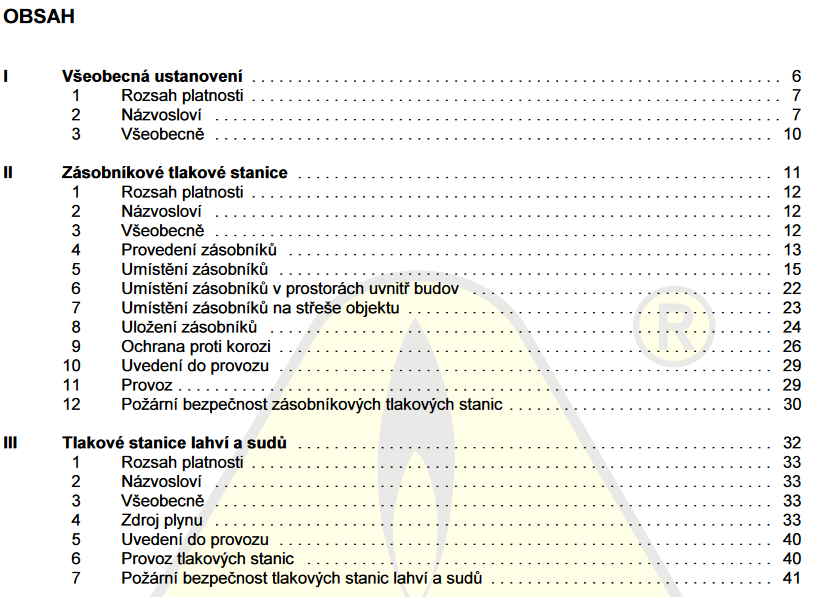 OBSAH
I Všeobecná ustanovení . . . . . . . . . . . . . . . . . . . . . . . . . . . . . . 6
1 Rozsah platnosti . . . . . . . . . . . . . . . . . . . . . . . . . . . . . . 7
2 Názvosloví . . . . . . . . . . . . . . . . . . . . . . . . . . . . . . 7
3 Všeobecně . . . . . . . . . . . . . . . . . . . . . . . . . . . . . . 10
II Zásobníkové tlakové stanice . . . . . . . . . . . . . . . . . . . . . . . . . . . . . . 11
1 Rozsah platnosti . . . . . . . . . . . . . . . . . . . . . . . . . . . . . . 12
2 Názvosloví . . . . . . . . . . . . . . . . . . . . . . . . . . . . . . 12
3 Všeobecně . . . . . . . . . . . . . . . . . . . . . . . . . . . . . . 12
4 Provedení zásobníků . . . . . . . . . . . . . . . . . . . . . . . . . . . . . . 13
5 Umístění zásobníků . . . . . . . . . . . . . . . . . . . . . . . . . . . . . . 15
6 Umístění zásobníků v prostorách uvnitř budov . . . . . . . . . . . . . . . . . . . . 22
7 Umístění zásobníků na střeše objektu . . . . . . . . . . . . . . . . . . . . . . . . 23
8 Uložení zásobníků . . . . . . . . . . . . . . . . . . . . . . . . . . . . . . 24
9 Ochrana proti korozi . . . . . . . . . . . . . . . . . . . . . . . . . . . . . . 26
10 Uvedení do provozu . . . . . . . . . . . . . . . . . . . . . . . . . . . . . . 29
11 Provoz . . . . . . . . . . . . . . . . . . . . . . . . . . . . . . 29
12 Požární bezpečnost zásobníkových tlakových stanic . . . . . . . . . . . . . . . . . . 30
III Tlakové stanice lahví a sudů . . . . . . . . . . . . . . . . . . . . . . . . . . . . . . 32
1 Rozsah platnosti . . . . . . . . . . . . . . . . . . . . . . . . . . . . . . 33
2 Názvosloví . . . . . . . . . . . . . . . . . . . . . . . . . . . . . . 33
3 Všeobecně . . . . . . . . . . . . . . . . . . . . . . . . . . . . . . 33
4 Zdroj plynu . . . . . . . . . . . . . . . . . . . . . . . . . . . . . . 33
5 Uvedení do provozu . . . . . . . . . . . . . . . . . . . . . . . . . . . . . . 40
6 Provoz tlakových stanic . . . . . . . . . . . . . . . . . . . . . . . . . . . . . . 40
7 Požární bezpečnost tlakových stanic lahví a sudů . . . . . . . . . . . . . . . . . . . 41
®